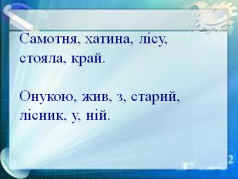 Самотня, хатина, лісу,
стояла, край.
Онукою, жив, з, старий,
лісник, у, ній.